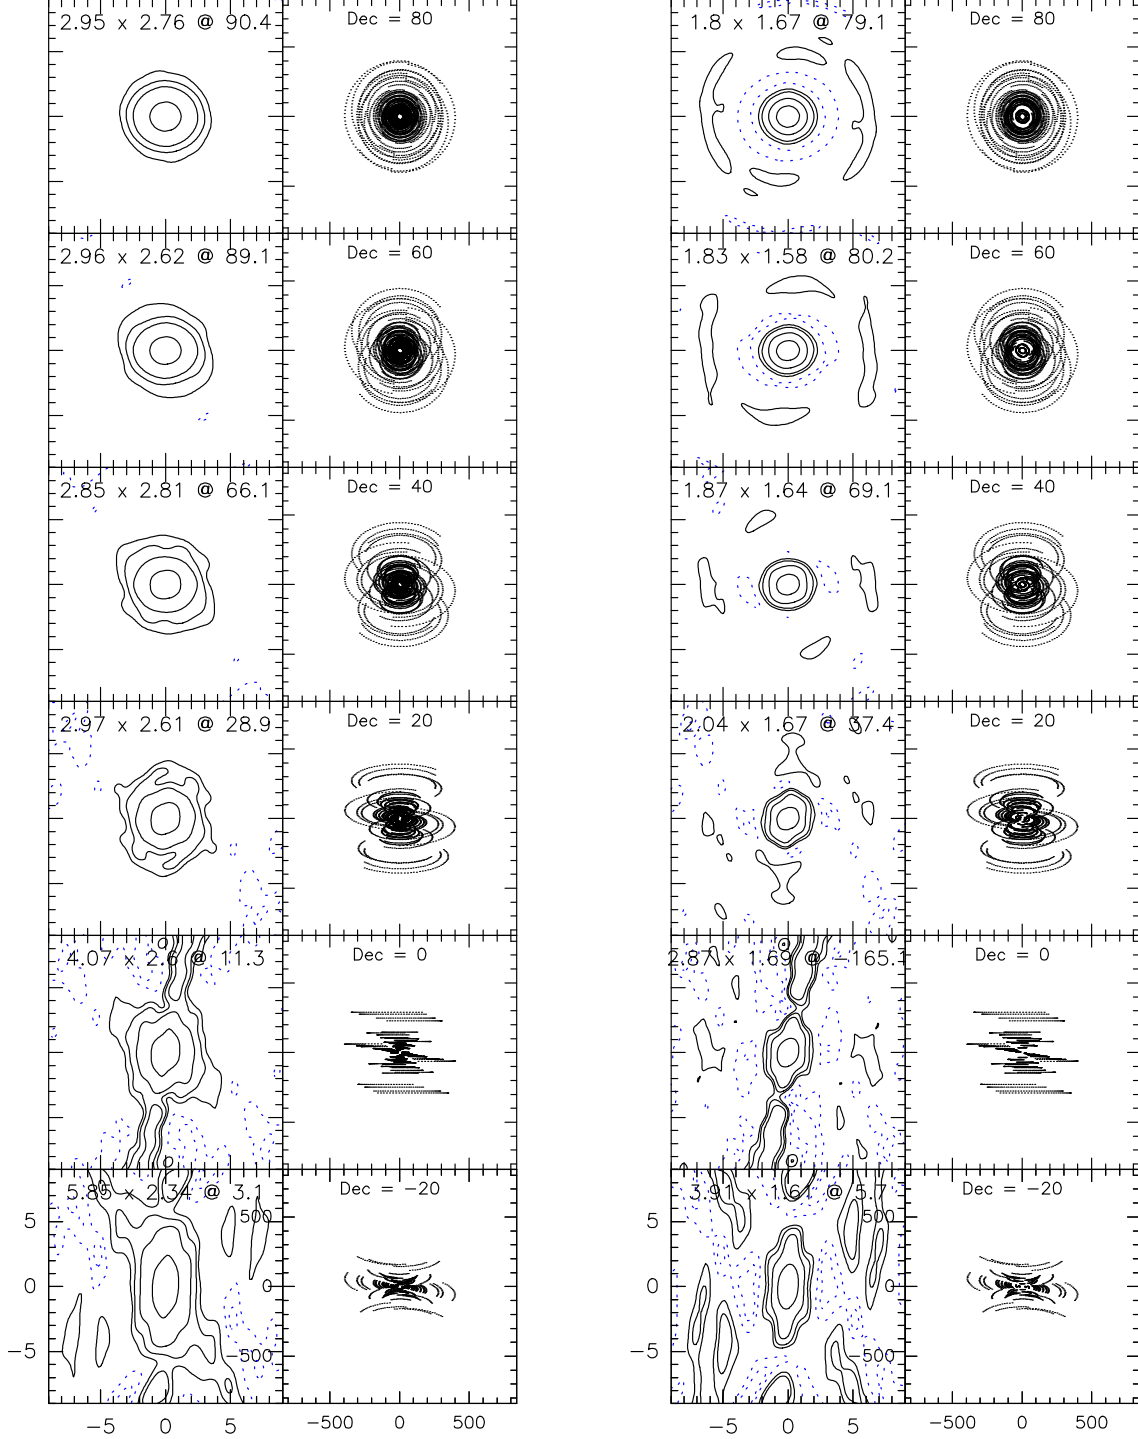 2.95 x 2.76 @ 90.4 Dec = 80 1.8 x 1.67 @ 79.1 Dec = 80
2.96 x 2.62 @ 89.1 Dec = 60 1.83 x 1.58 @ 80.2 Dec = 60
2.85 x 2.81 @ 66.1 Dec = 40 1.87 x 1.64 @ 69.1 Dec = 40
2.97 x 2.61 @ 28.9 Dec = 20 2.04 x 1.67 @ 37.4 Dec = 20
4.07 x 2.6 @ 11.3 Dec = 0 2.87 x 1.69 @ −165.1 Dec = 0
5.85 x 2.34 @ 3.1 Dec = −20 3.91 x 1.61 @ 5.7 Dec = −20
5 500 5 500
0 0 0 0
−5 −500 −5 −500
−5 0 5 −500 0 500 −5 0 5 −500 0 500